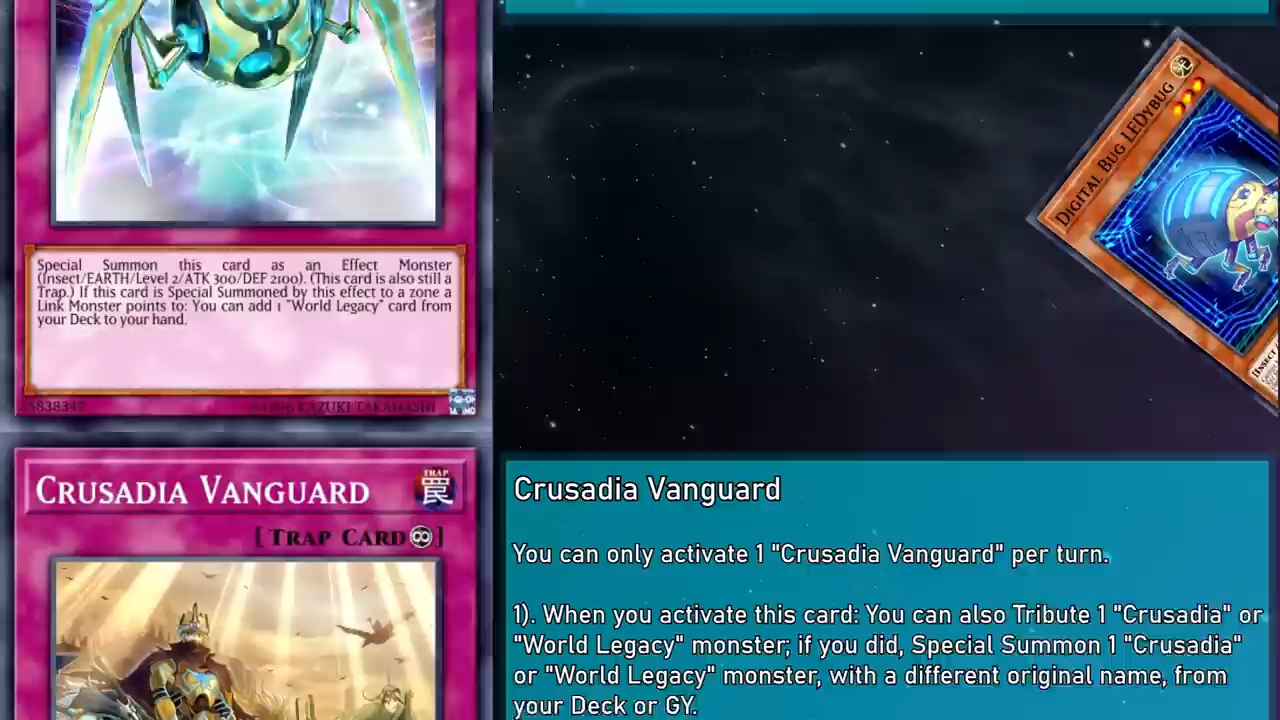 Special Summon this card as an Effect Monster
(Insect/EARTH/Level 2/ATK 300/DEF 2100). (This card is also still a
Trap.) If this card is Special Summoned by this effect to a zone a
Link Monster points to: You can add 1 "World Legacy" card from
your Deck to your hand.
KAZUKI TAKAHASHI
DIGITAL BUG LEDYBUG
CRUSADIA VANGUARD
TRAP
罠
[TRAP CARD]
Crusadia Vanguard
You can only activate 1 "Crusadia Vanguard" per turn.
1). When you activate this card: You can also Tribute 1 "Crusadia" or
"World Legacy" monster; if you did, Special Summon 1 "Crusadia"
or "World Legacy" monster, with a different original name, from
your Deck or GY.